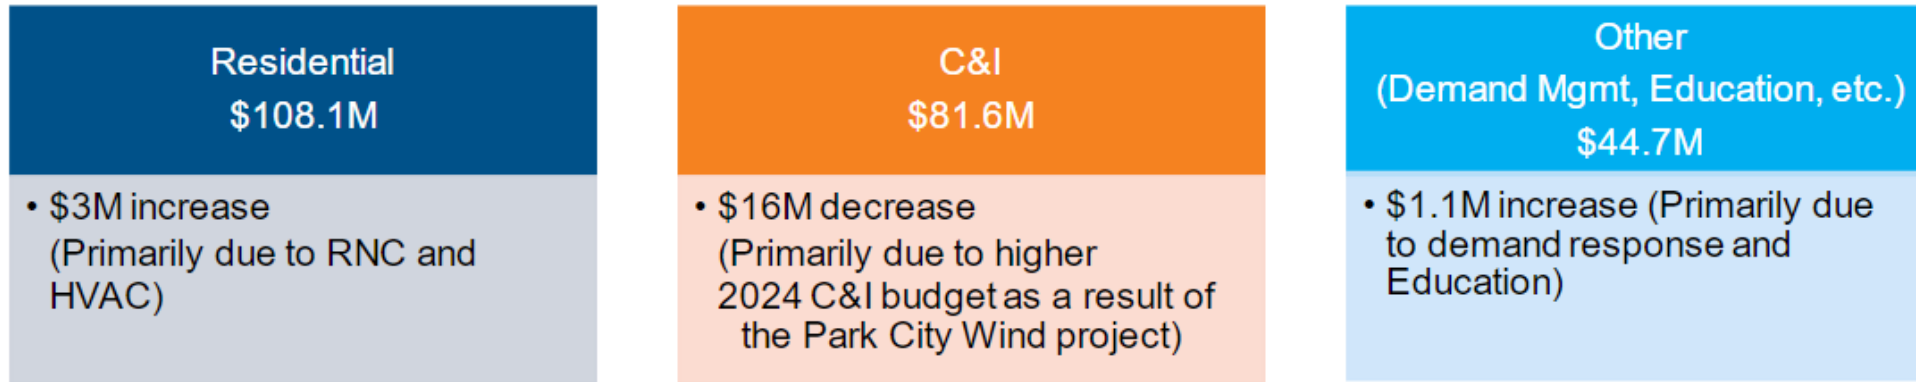 Residential
$108.1M
• $3M increase
(Primarily due to RNC and
HVAC)
C&I
$81.6M
• $16M decrease
(Primarily due to higher
2024 C&I budget as a result of
the Park City Wind project)
Other
(Demand Mgmt, Education, etc.)
$44.7M
• $1.1M increase (Primarily due
to demand response and
Education)